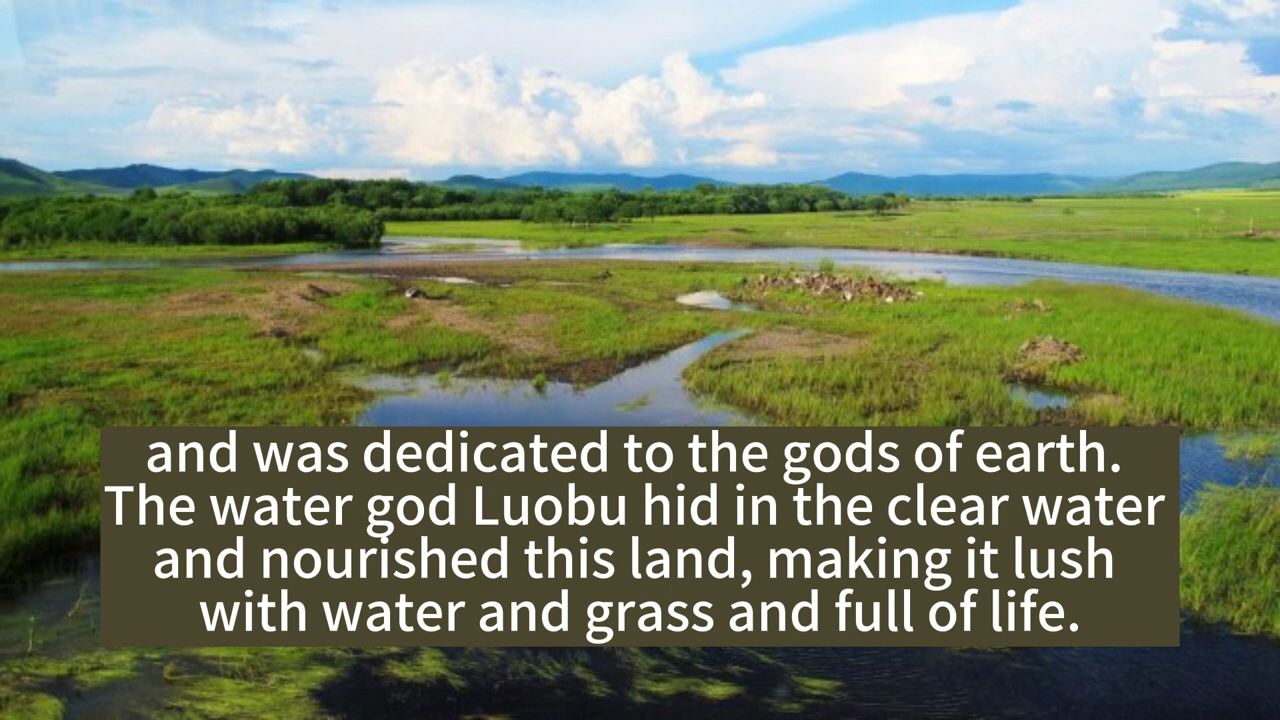 and was dedicated to the gods of earth.
The water god Luobu hid in the clear water
and nourished this land, making it lush
with water and grass and full of life.